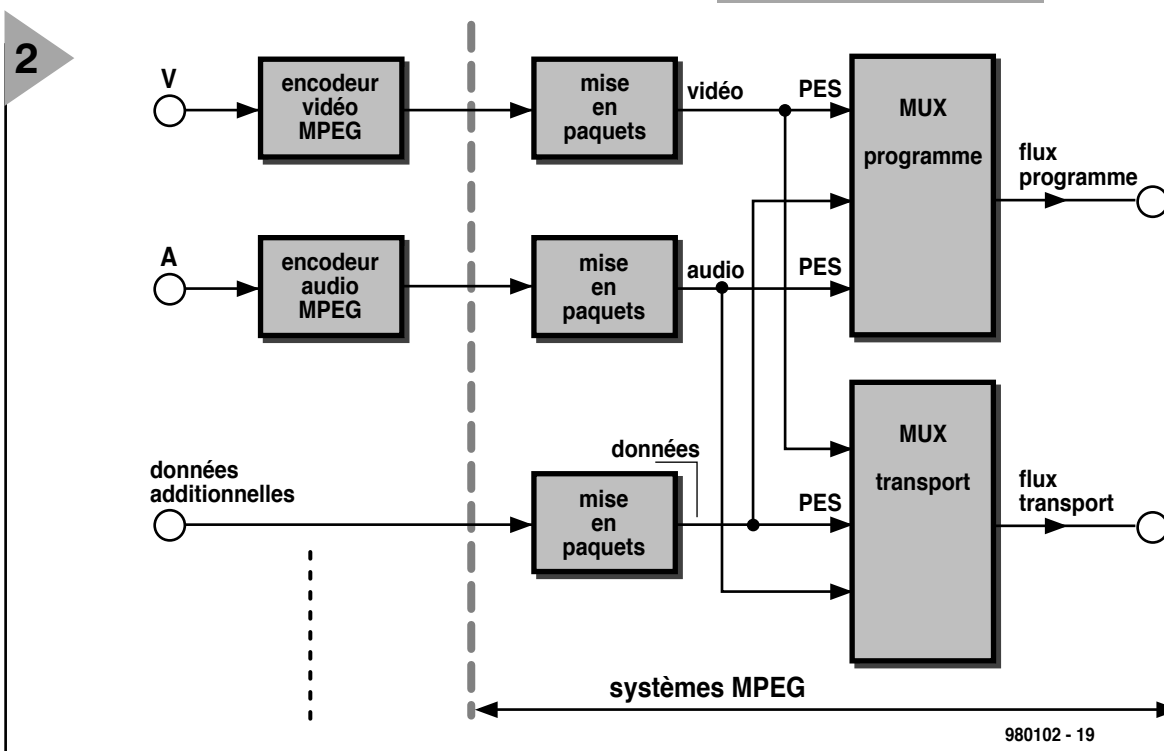 2
V
encodeur
vidéo
MPEG
mise
en
paquets
vidéo
PES
MUX
programme
flux
programme
A
encodeur
audio
MPEG
mise
en
paquets
audio
PES
données
additionnelles
données
mise
en
paquets
PES
MUX
transport
flux
transport
systèmes MPEG
980102 - 19